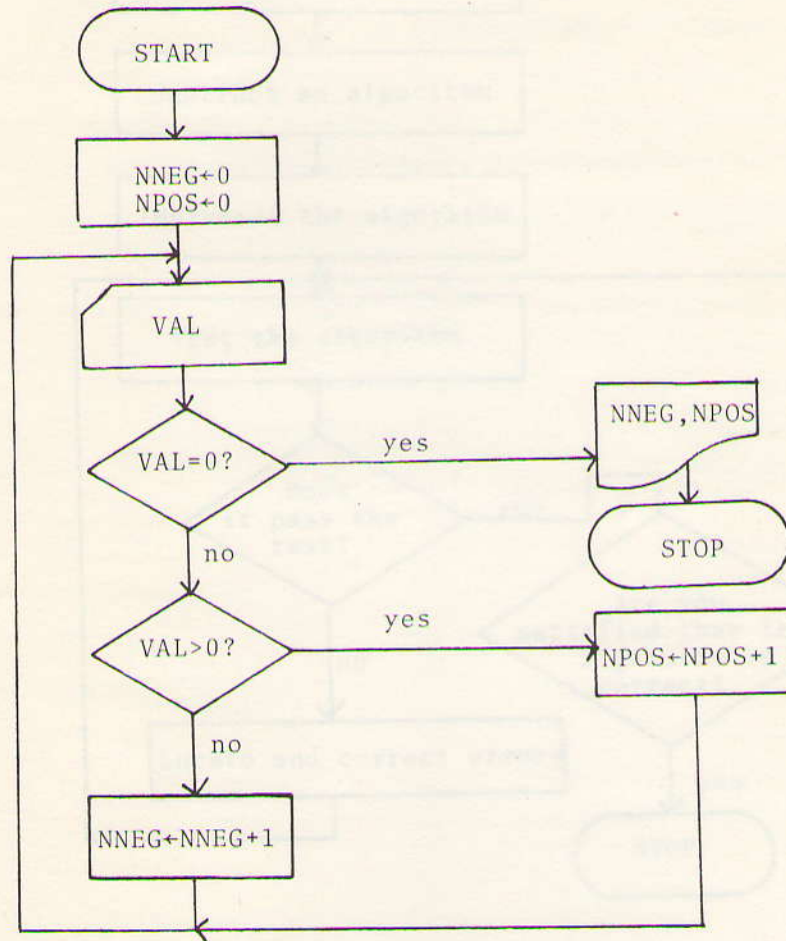 START
NNEG←0
NPOS←0
VAL
VAL=0?
yes
NNEG,NPOS
STOP
no
VAL>0?
yes
NPOS←NPOS+1
no
NNEG←NNEG+1